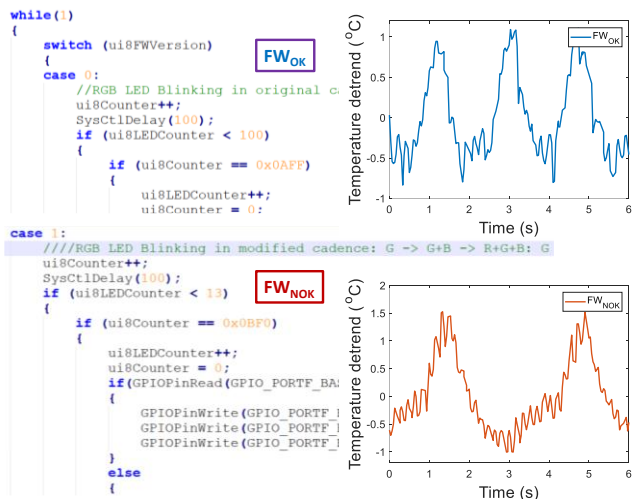 while(1)
{
switch (ui8FWVersion)
{
case 0:
//RGB LED Blinking in original
ui8Counter++;
SysCtlDelay(100);
if (ui8LEDCounter < 100)
{
if (ui8Counter == 0x0AFF)
{
ui8LEDCounter++;
ui8Counter = 0;
FWOK
Temperature detrend (°C)
1
0.5
0
-0.5
-1
FWOK
0 1 2 3 4 5 6
Time (s)
case 1:
////RGB LED Blinking in modified cadence: G -> G+B -> R+G+B: G
ui8Counter++;
SysCtlDelay(100);
if (ui8LEDCounter < 13)
{
if (ui8Counter == 0x0BF0)
{
ui8LEDCounter++;
ui8Counter = 0;
if(GPIOPinRead(GPIO_PORTF_BAS
{
GPIOPinWrite(GPIO_PORTF_
GPIOPinWrite(GPIO_PORTF_
GPIOPinWrite(GPIO_PORTF_
}
else
{
FWNOK
Temperature detrend (°C)
2
1.5
1
0.5
0
-0.5
-1
FWNOK
0 1 2 3 4 5 6
Time (s)